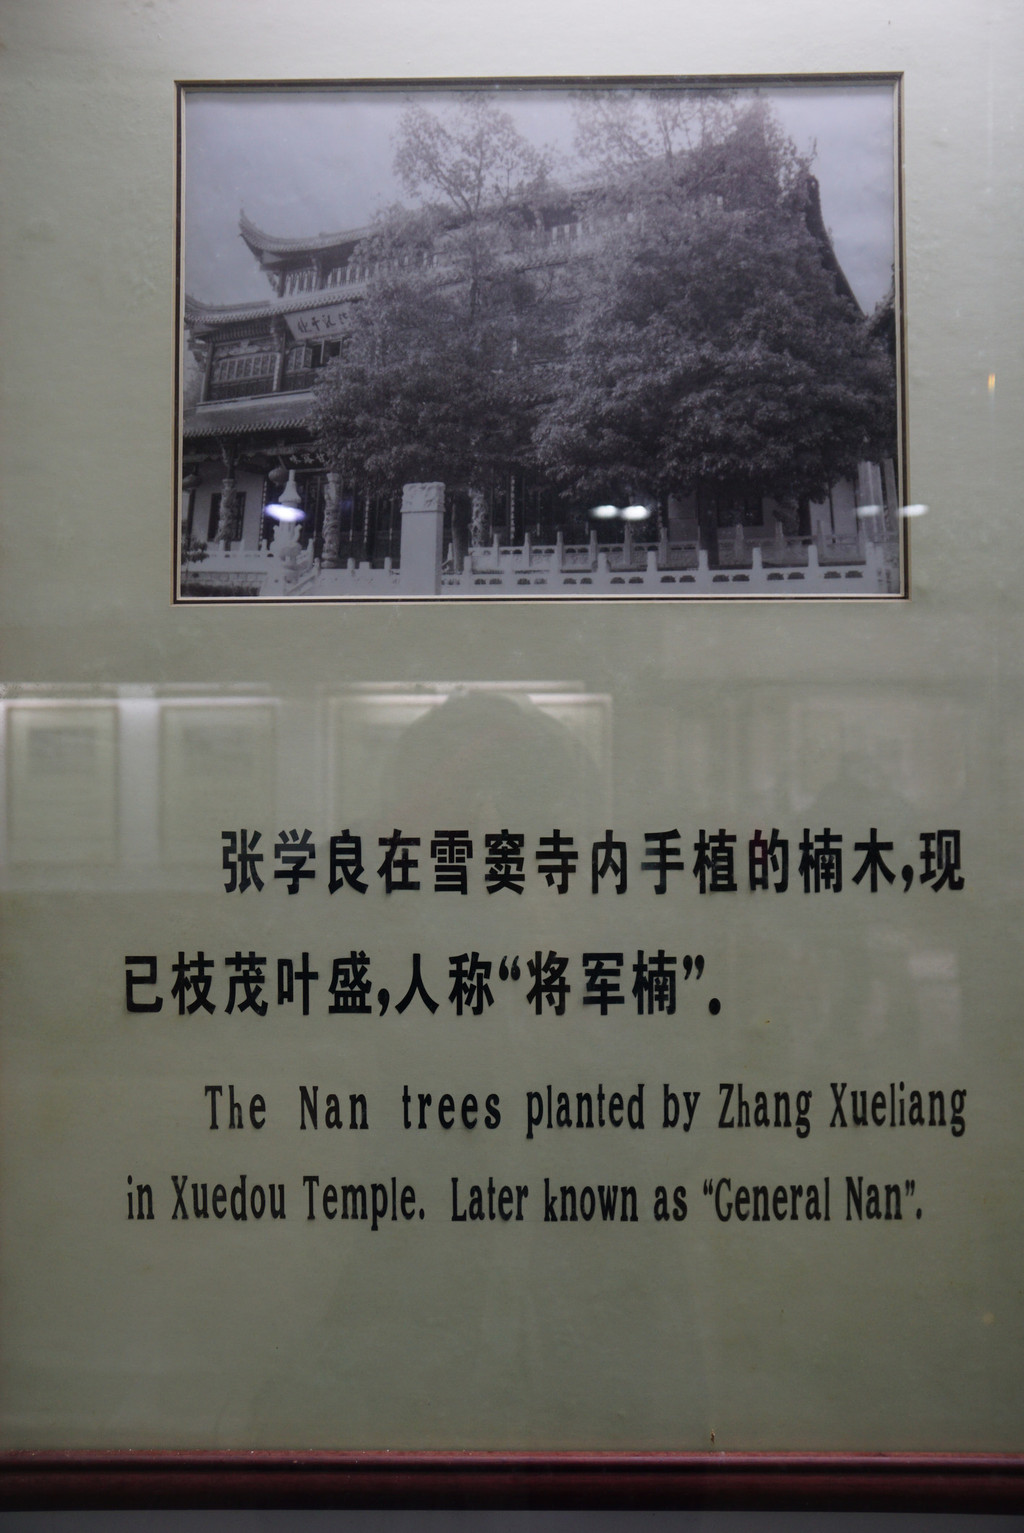 张学良在雪窦寺内手植的楠木,现
已枝茂叶盛,人称“将军楠”.
The Nan trees planted by Zhang Xueliang
in Xuedou Temple. Later known as “General Nan”.